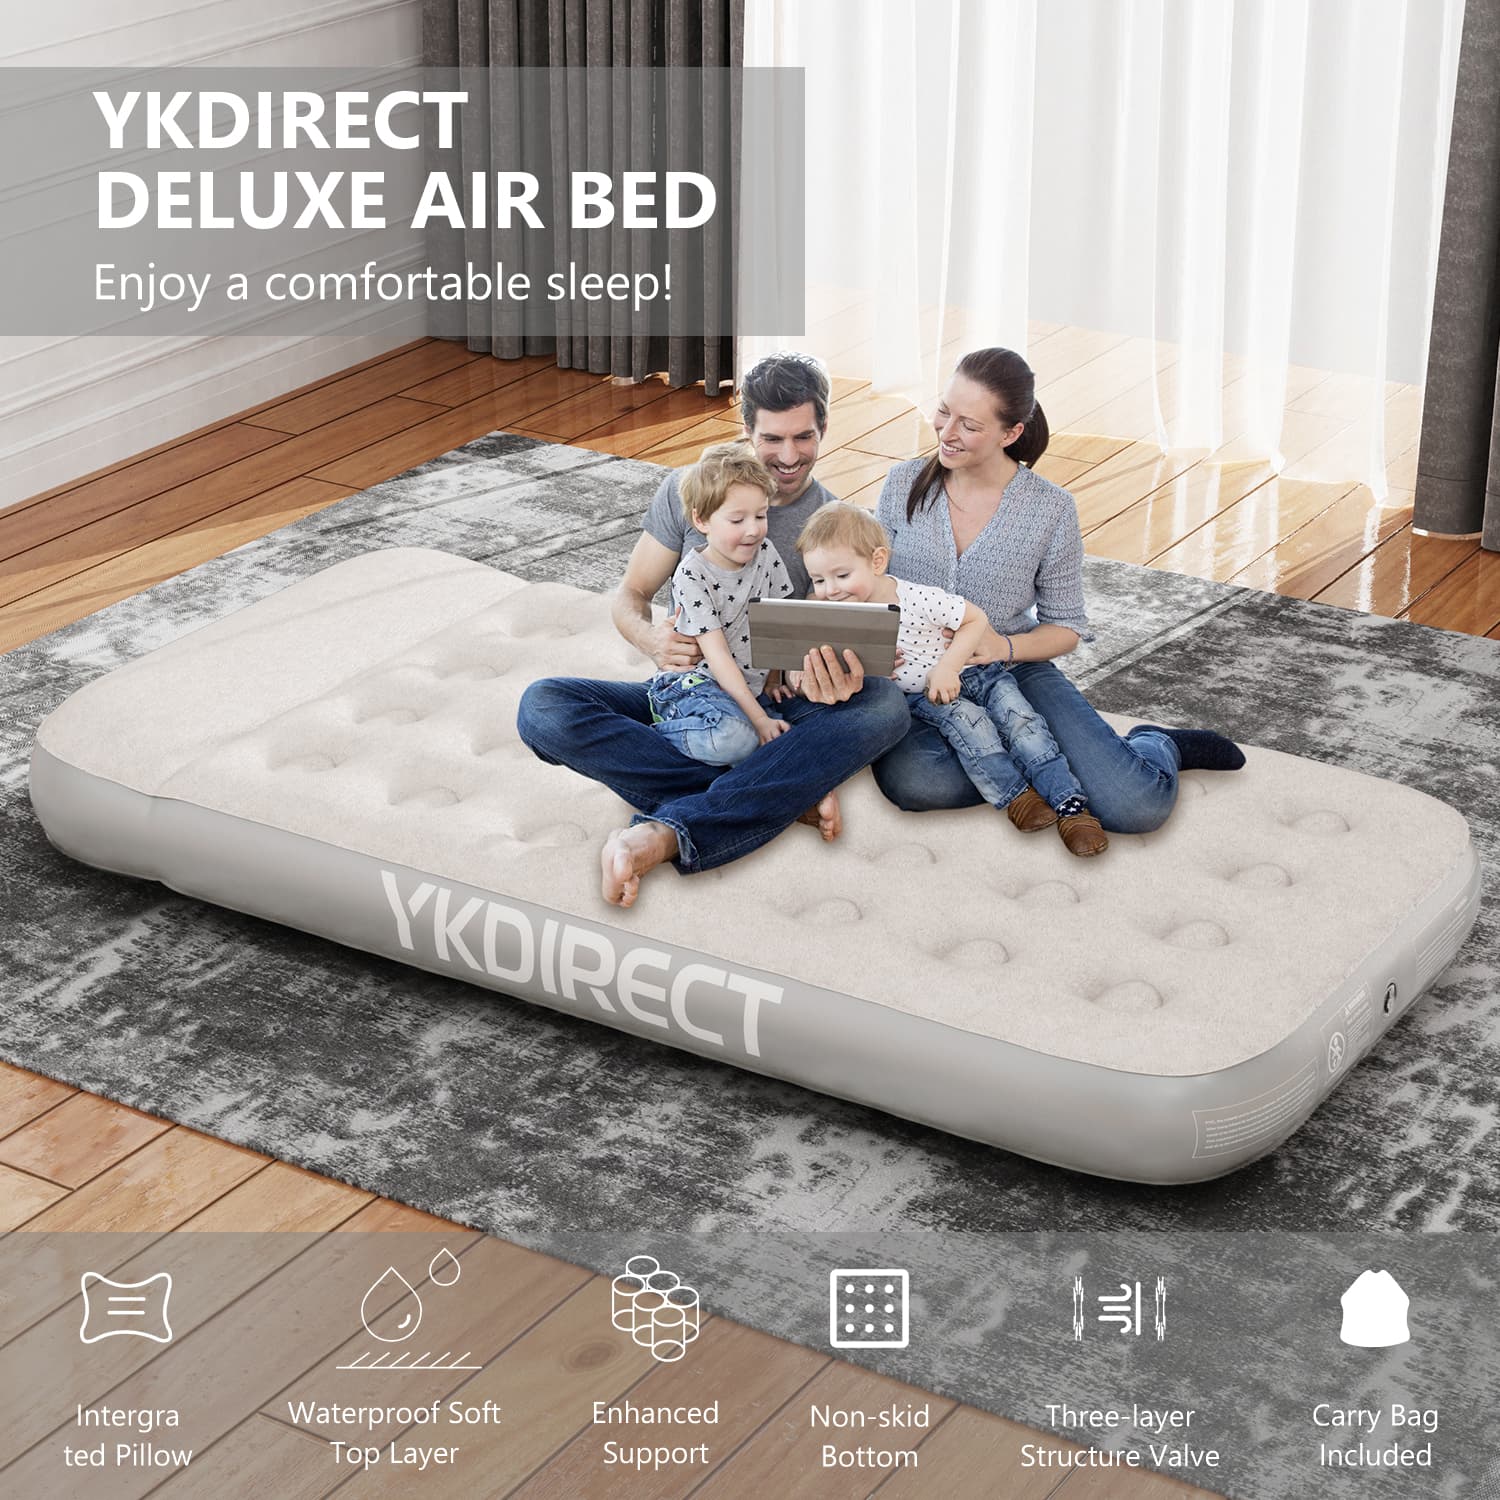 YKDIRECT
DELUXE AIR BED
Enjoy a comfortable sleep!
YKDIRECT
Intergra
ted Pillow
Waterproof Soft
Top Layer
Enhanced
Support
Non-skid
Bottom
Three-layer
Structure Valve
Carry Bag
Included